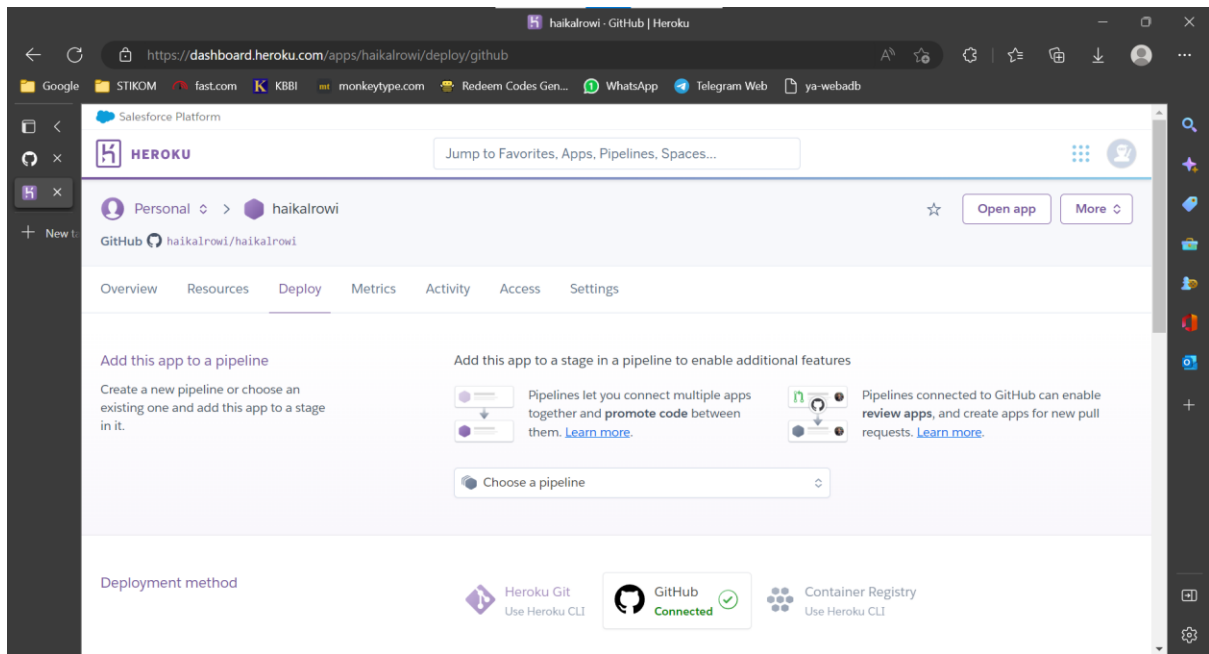 haikalrowi · GitHub | Heroku
https://dashboard.heroku.com/apps/haikalrowi/deploy/github
Google STIKOM fast.com KBBI monkeytype.com Redeem Codes Gen... WhatsApp Telegram Web ya-webadb
Salesforce Platform
HEROKU
Jump to Favorites, Apps, Pipelines, Spaces...
New ta
Personal > haikalrowi
Open app
More
GitHub haikalrowi/haikalrowi
Overview Resources Deploy Metrics Activity Access Settings
Add this app to a pipeline
Create a new pipeline or choose an
existing one and add this app to a stage
in it.
Add this app to a stage in a pipeline to enable additional features
Pipelines let you connect multiple apps
together and promote code between
them. Learn more.
Pipelines connected to GitHub can enable
review apps, and create apps for new pull
requests. Learn more.
Choose a pipeline
Deployment method
Heroku Git
Use Heroku CLI
GitHub
Connected
Container Registry
Use Heroku CLI